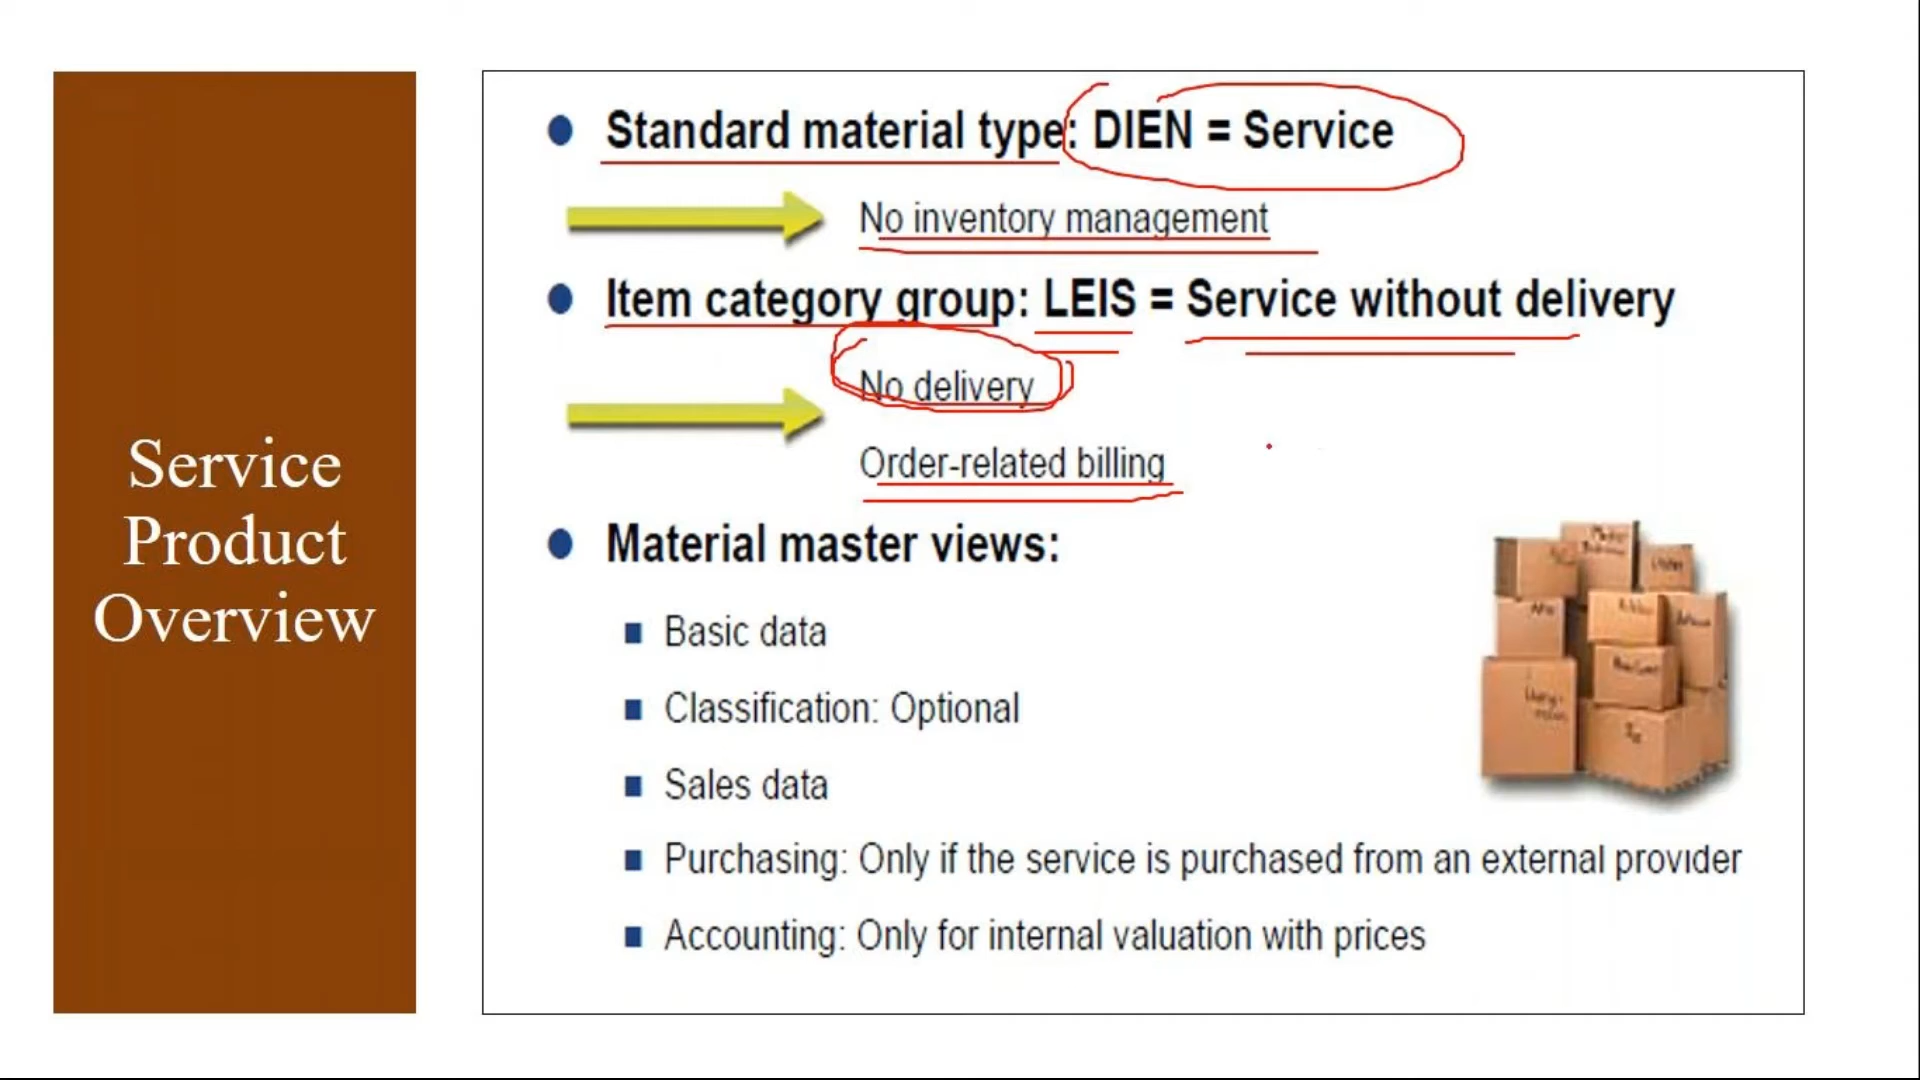 Service
Product
Overview
Standard material type: DIEN = Service
No inventory management
Item category group: LEIS = Service without delivery
No delivery
Order-related billing
Material master views:
Basic data
Classification: Optional
Sales data
Purchasing: Only if the service is purchased from an external provider
Accounting: Only for internal valuation with prices